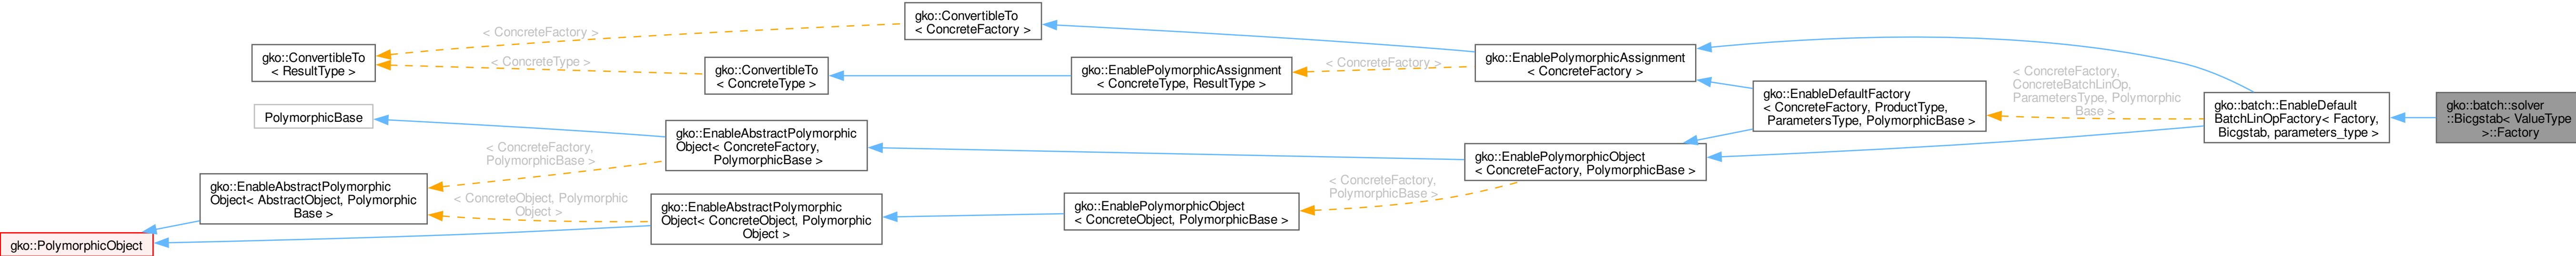 gko::ConvertibleTo
< ResultType >
PolymorphicBase
gko::EnableAbstractPolymorphic
Object< AbstractObject, Polymorphic
Base >
gko::PolymorphicObject
< ConcreteFactory >
< ConcreteType >
< ConcreteFactory,
PolymorphicBase >
< ConcreteObject, Polymorphic
Object >
gko::ConvertibleTo
< ConcreteFactory >
gko::ConvertibleTo
< ConcreteType >
gko::EnableAbstractPolymorphic
Object< ConcreteFactory,
PolymorphicBase >
gko::EnableAbstractPolymorphic
Object< ConcreteObject, Polymorphic
Object >
gko::EnablePolymorphicAssignment
< ConcreteType, ResultType >
gko::EnablePolymorphicObject
< ConcreteObject, PolymorphicBase >
< ConcreteFactory >
< ConcreteFactory,
PolymorphicBase >
gko::EnablePolymorphicAssignment
< ConcreteFactory >
gko::EnablePolymorphicObject
< ConcreteFactory, PolymorphicBase >
gko::EnableDefaultFactory
< ConcreteFactory, ProductType,
ParametersType, PolymorphicBase >
< ConcreteFactory,
ConcreteBatchLinOp,
ParametersType, Polymorphic
Base >
gko::batch::EnableDefault
BatchLinOpFactory< Factory,
Bicgstab, parameters_type >
gko::batch::solver
::Bicgstab< ValueType
>::Factory